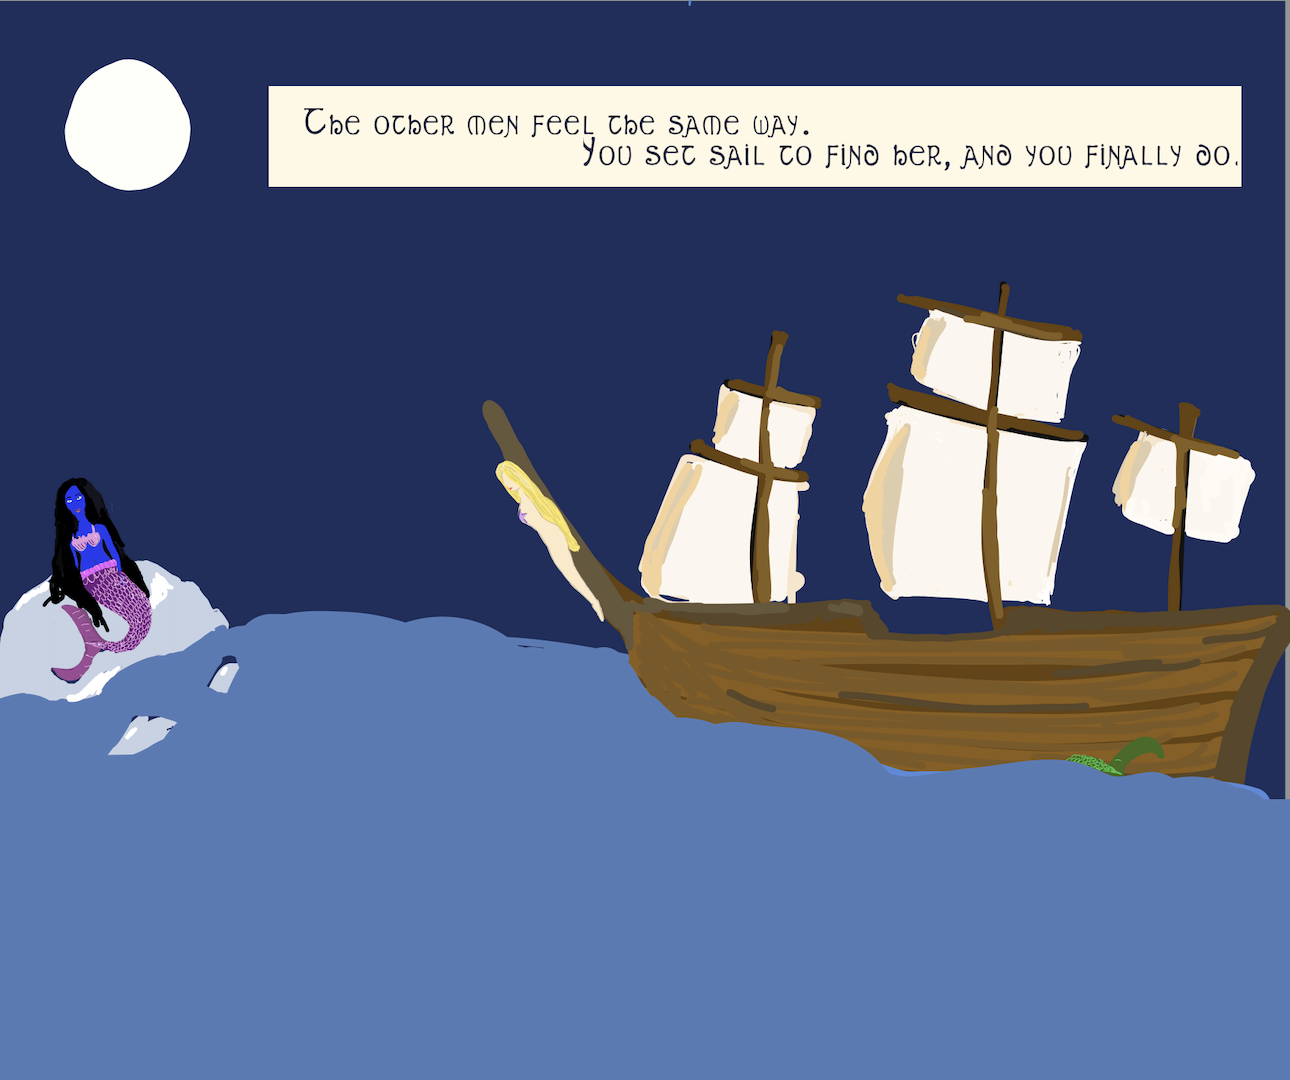 The other men feel the same way.
You set sail to find her, and you finally do.